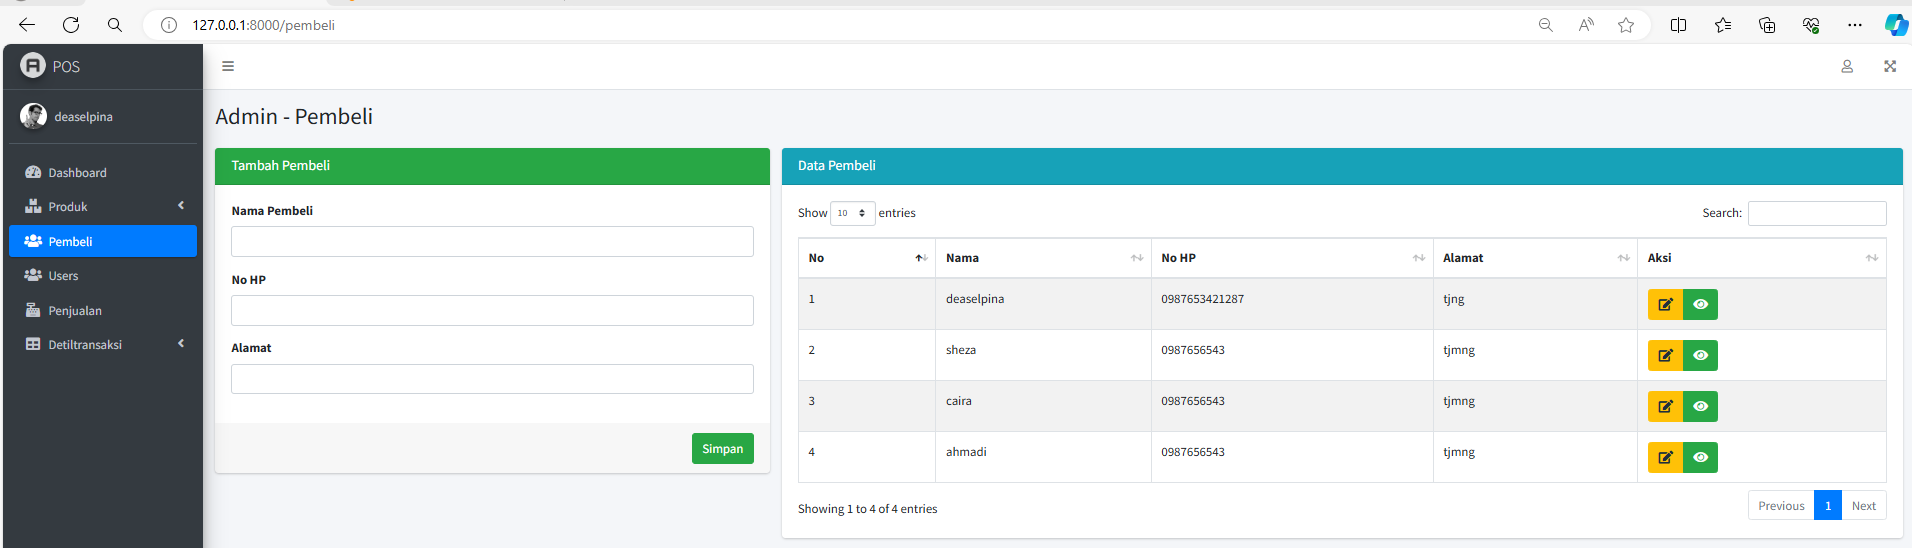 127.0.0.1:8000/pembeli
POS
deaselpina
Dashboard
Produk
Pembeli
Users
Penjualan
Detiltransaksi
Admin - Pembeli
Tambah Pembeli
Nama Pembeli
No HP
Alamat
Simpan
Data Pembeli
Show 10 entries
Search:
No Nama No HP Alamat Aksi
1 deaselpina 0987653421287 tjng
2 sheza 0987656543 tjmng
3 caira 0987656543 tjmng
4 ahmadi 0987656543 tjmng
Showing 1 to 4 of 4 entries
Previous 1 Next